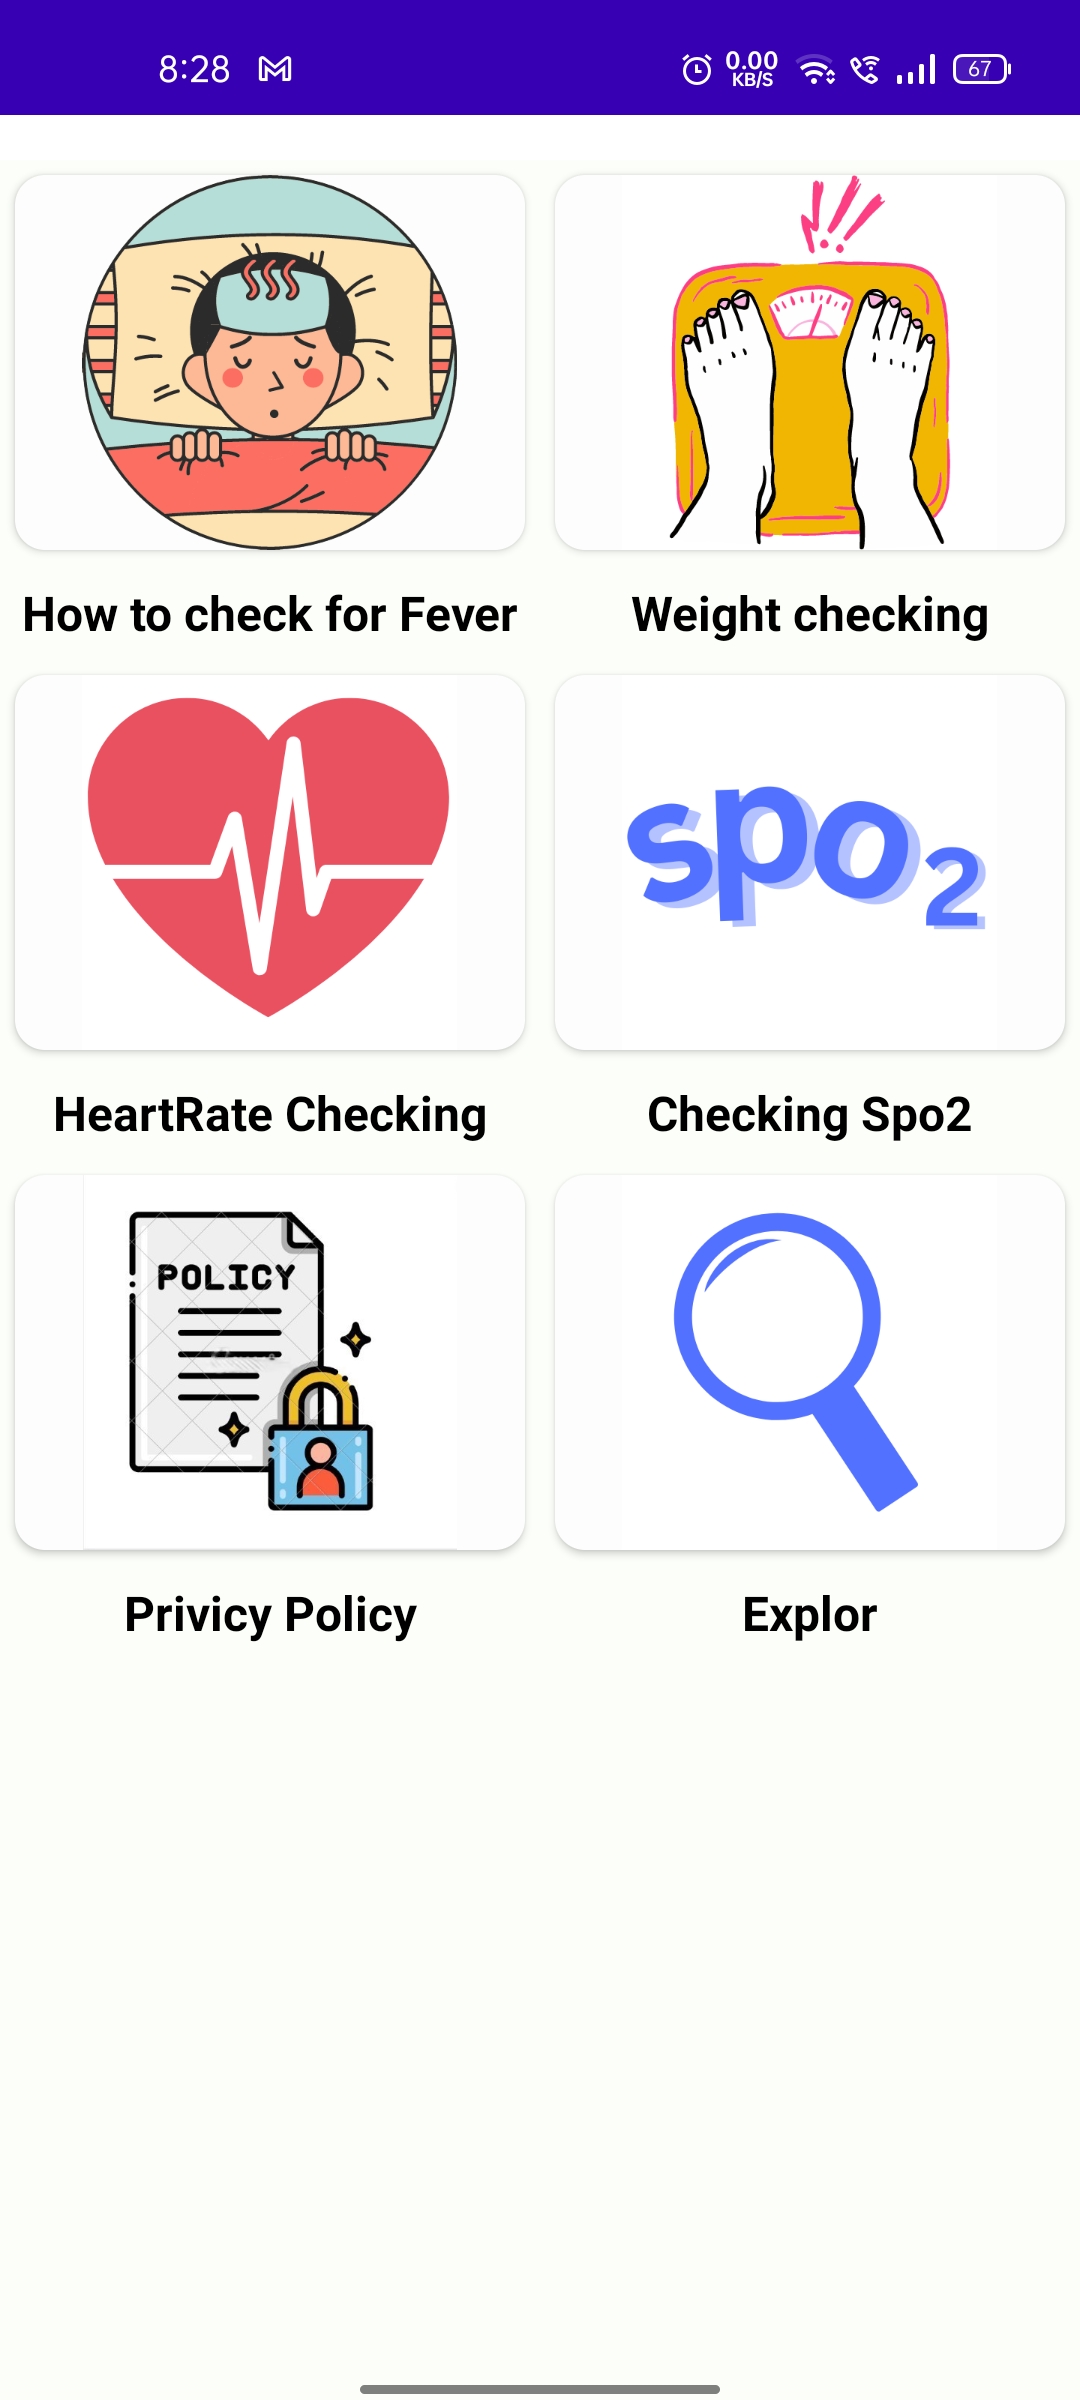 8:28
0.00
KB/S
67
How to check for Fever
Weight checking
spo2
HeartRate Checking
Checking Spo2
POLICY
Privicy Policy
Explor